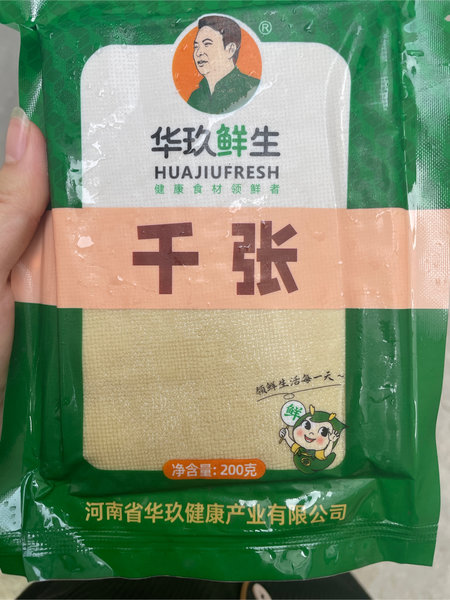 ®
华玖鲜生
HUAJIUFRESH
健康食材领鲜者
千张
领鲜生活每一天~
鲜
净含量: 200克
河南省华玖健康产业有限公司